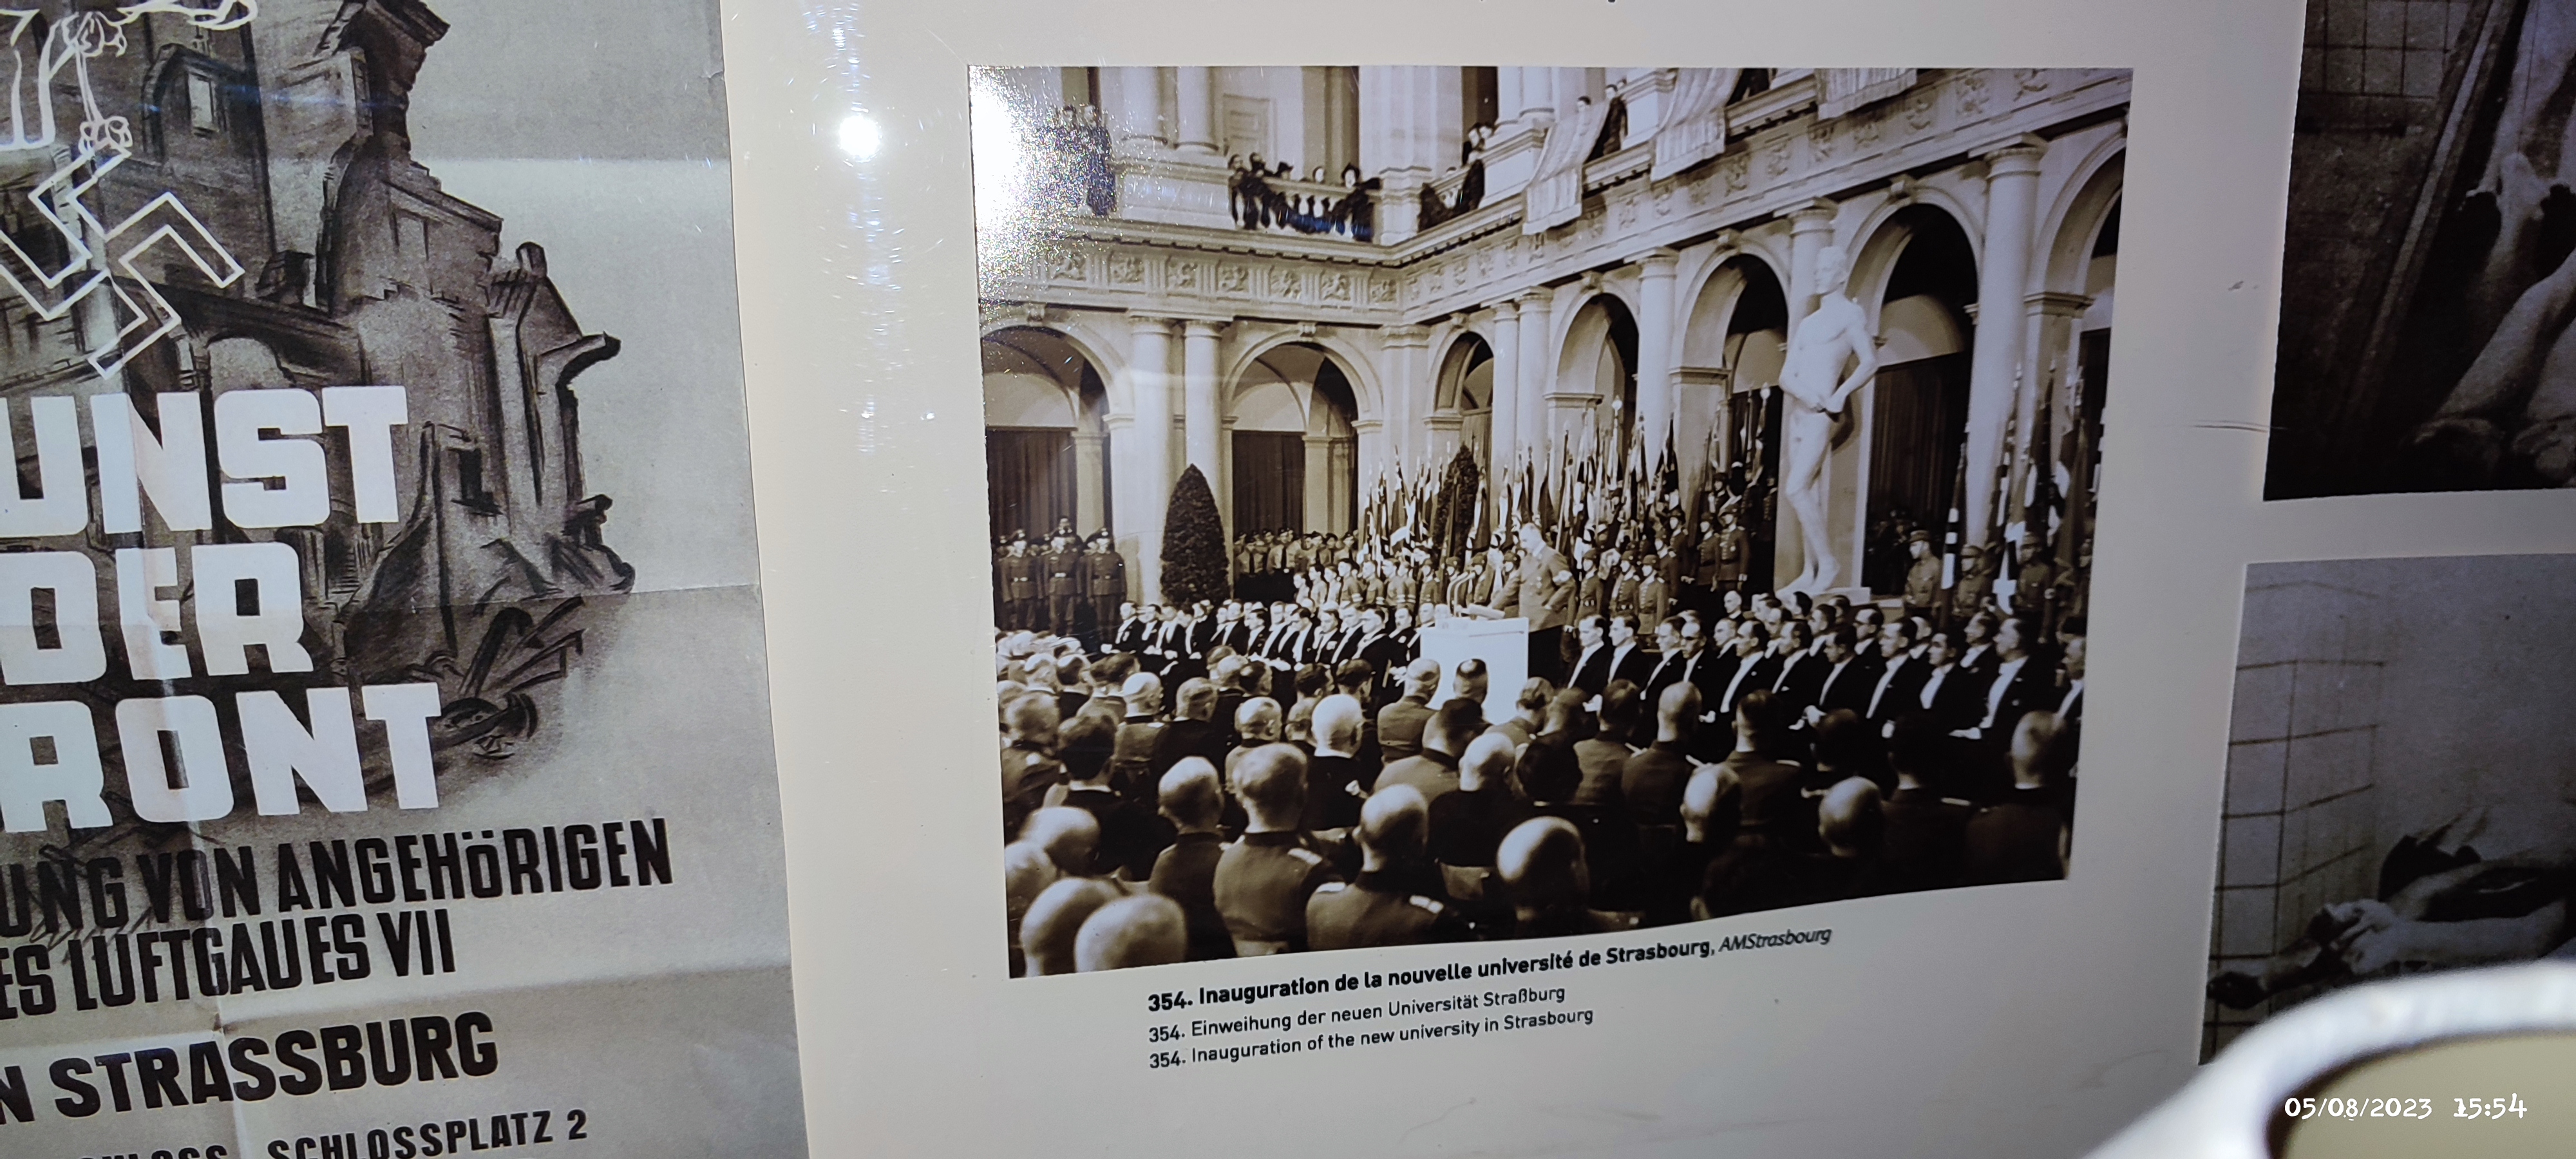 UNST
DER
RONT
UNG VON ANGEHÖRIGEN
ES LUFTGAUES VII
N STRASSBURG
SCHLOSSPLATZ 2
354. Inauguration de la nouvelle université de Strasbourg, AMStrasbourg
354. Einweihung der neuen Universität Straßburg
354. Inauguration of the new university in Strasbourg
05/08/2023 15:54